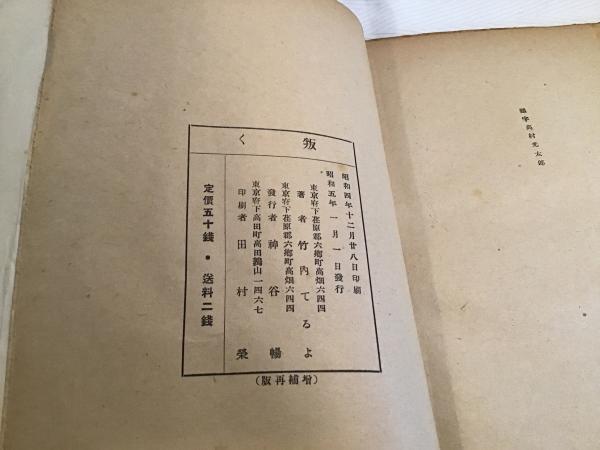 題字高村光太郎
叛く
昭和四年十二月廿八日印刷
昭和五年一月一日發行
東京府下荏原郡六郷町高畑六四四
著者 竹内てるよ
東京府下荏原郡六郷町高畑六四四
發行者 神谷暢
東京府下高田町高田鶉山一四六七
印刷者 田村榮
定價五十錢・送料二錢
(増補再版)